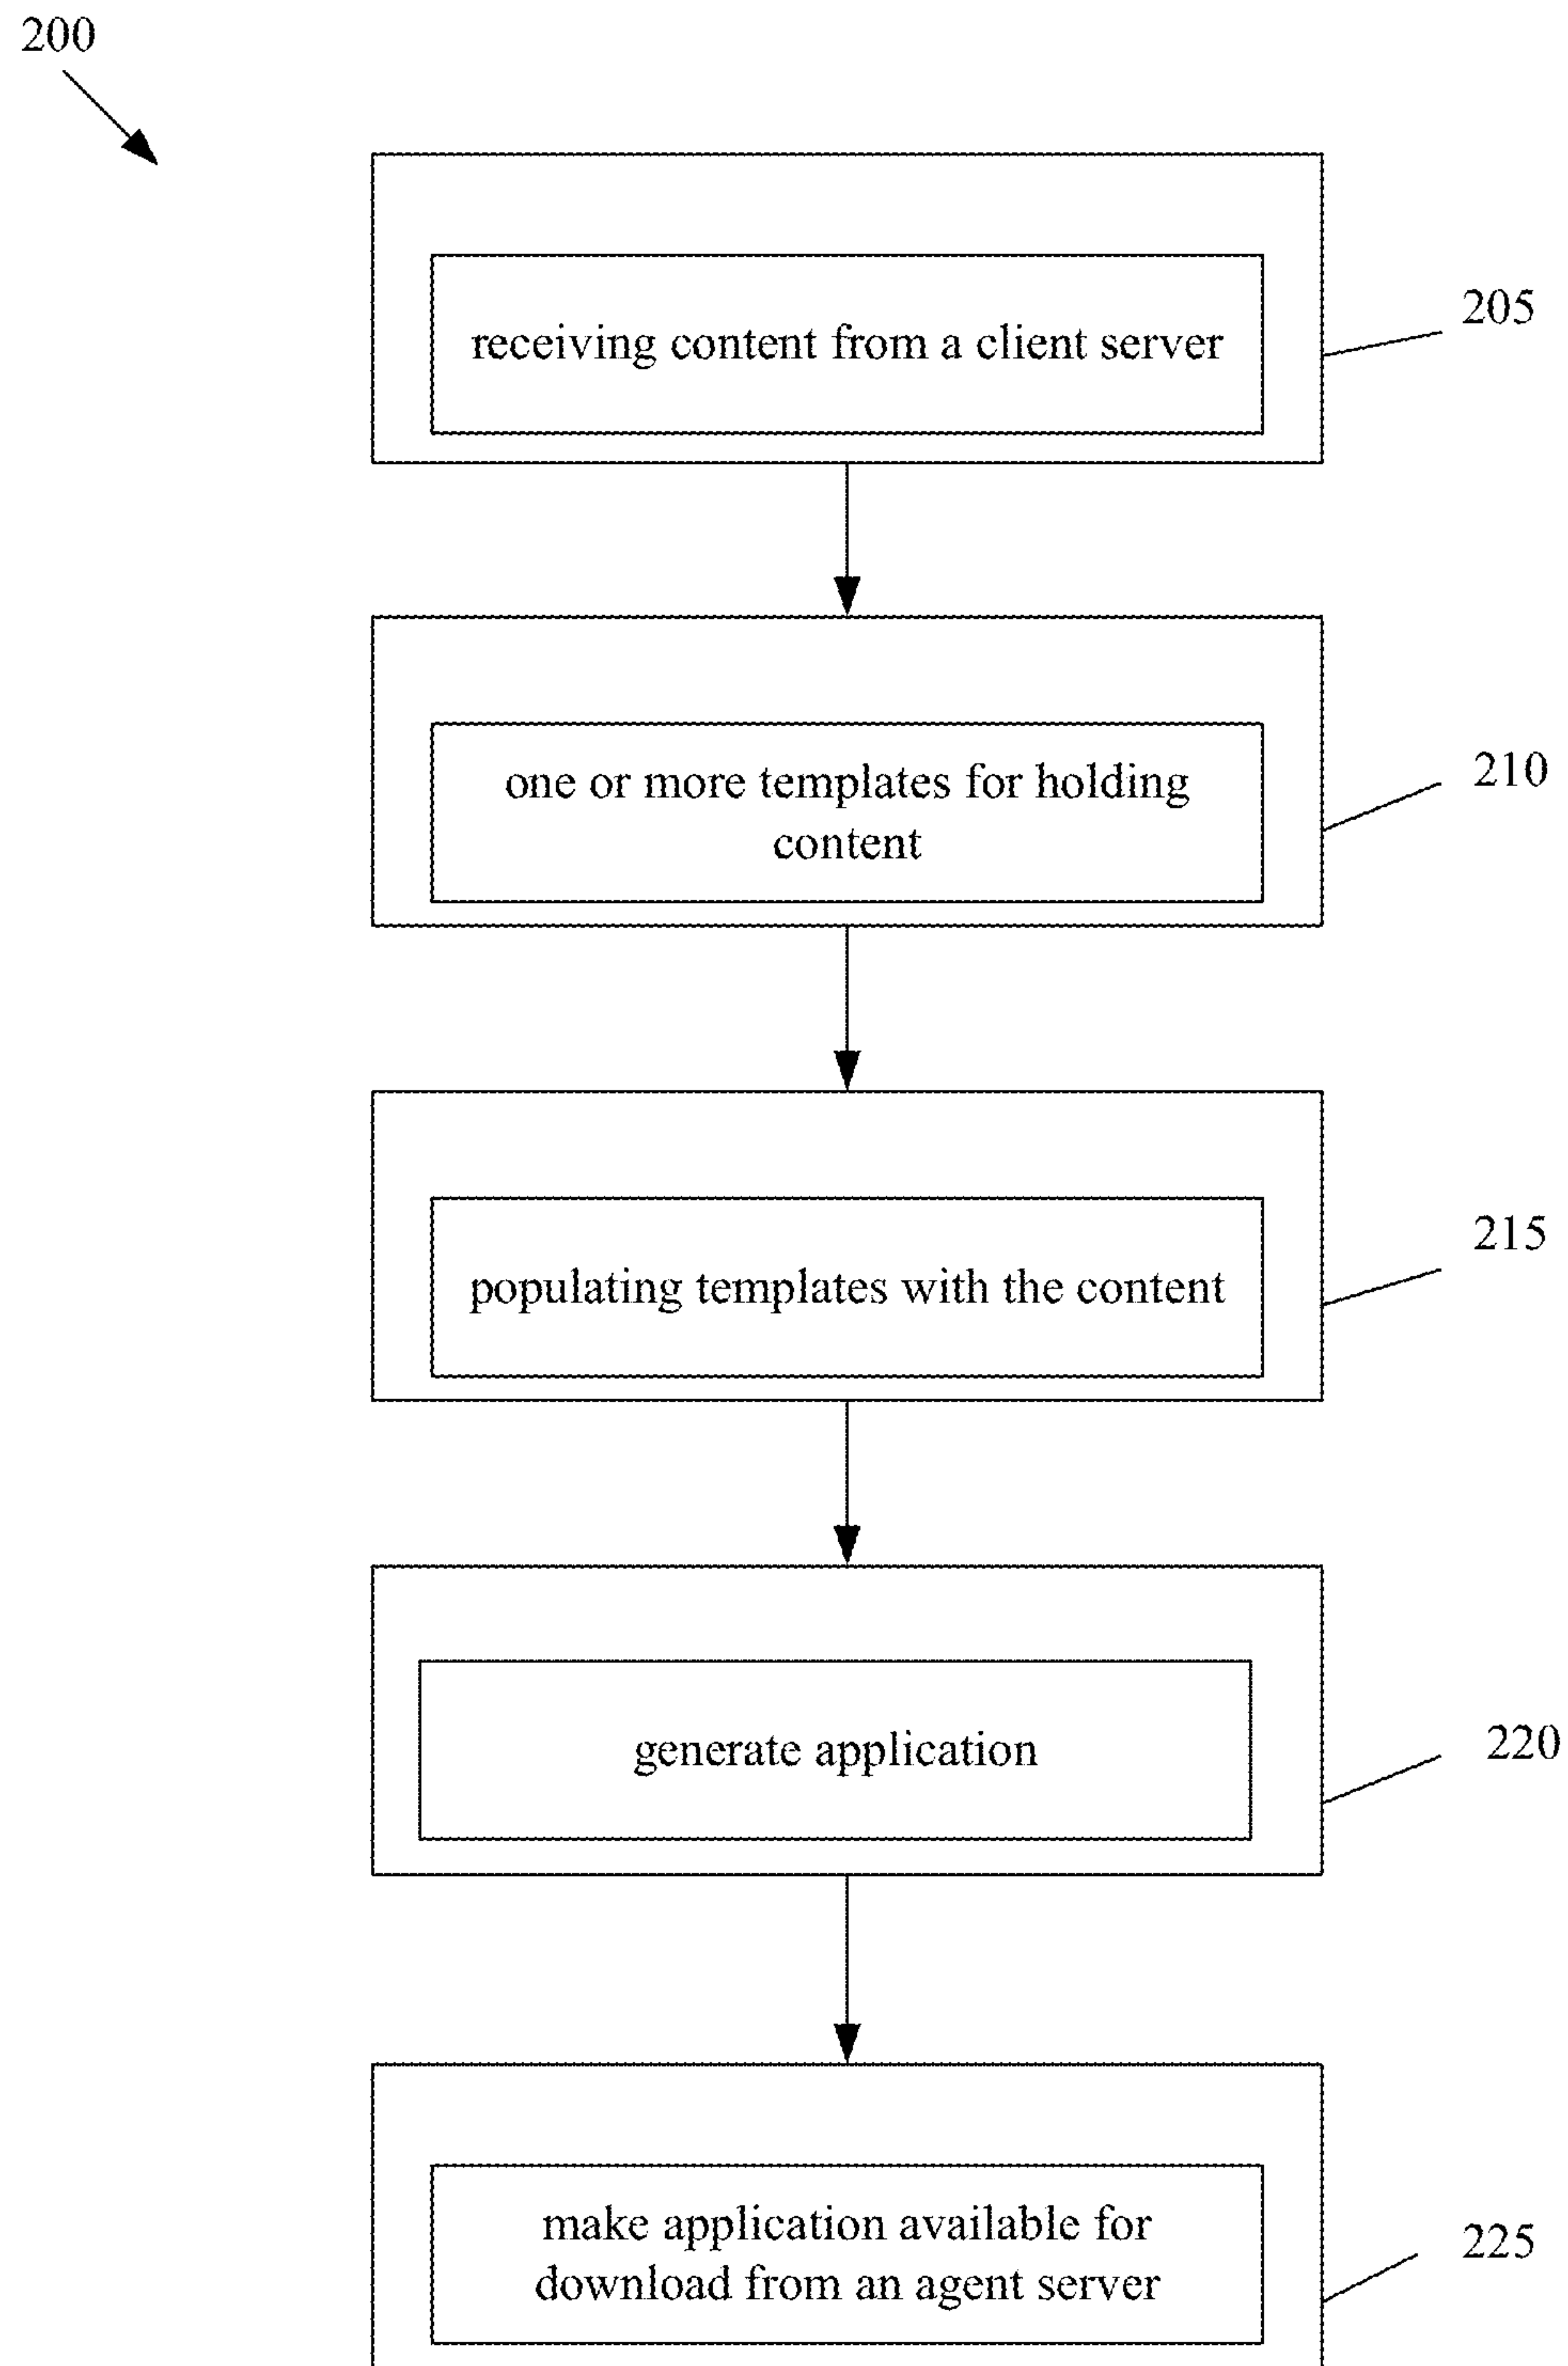 200
receiving content from a client server
205
one or more templates for holding
content
210
populating templates with the content
215
generate application
220
make application available for
download from an agent server
225